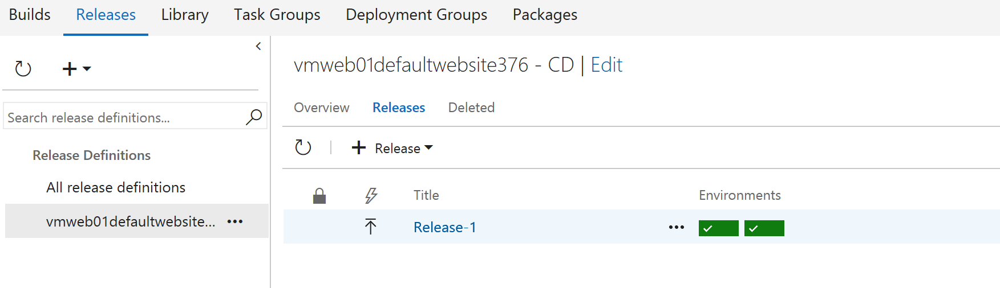 Builds Releases Library Task Groups Deployment Groups Packages
vmweb01defaultwebsite376 - CD | Edit
Overview Releases Deleted
Search release definitions...
Release
Release Definitions
All release definitions
Title Environments
vmweb01defaultwebsite...
Release-1